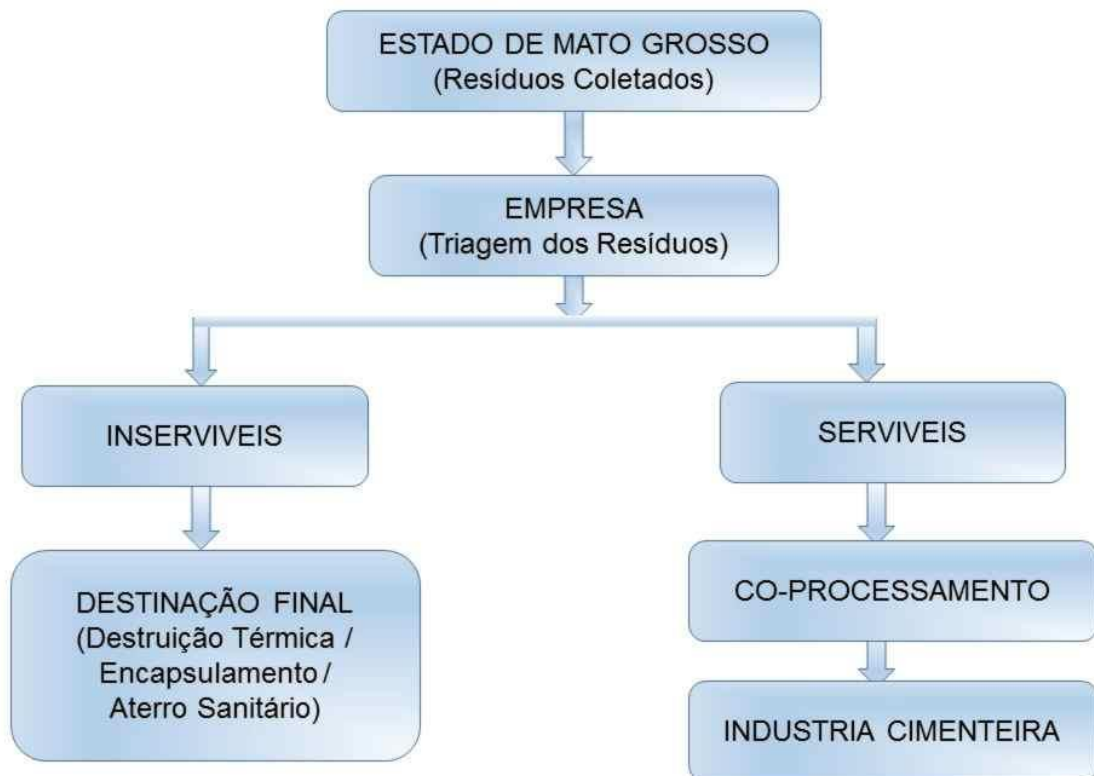 ESTADO DE MATO GROSSO
(Resíduos Coletados)
EMPRESA
(Triagem dos Resíduos)
INSERVIVEIS
SERVIVEIS
DESTINAÇÃO FINAL
(Destruição Térmica /
Encapsulamento /
Aterro Sanitário)
CO-PROCESSAMENTO
INDUSTRIA CIMENTEIRA